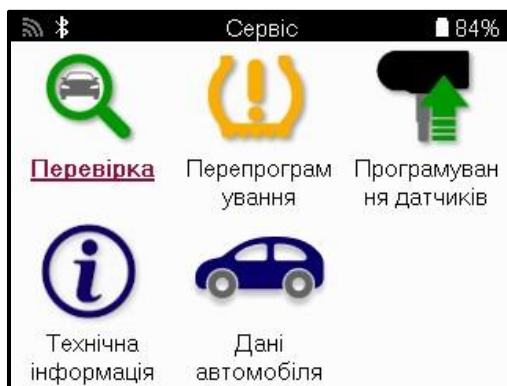 Сервіс 84%
Перевірка
Перепрограм
ування
Програмуван
ня датчиків
Технічна
інформація
Дані
автомобіля